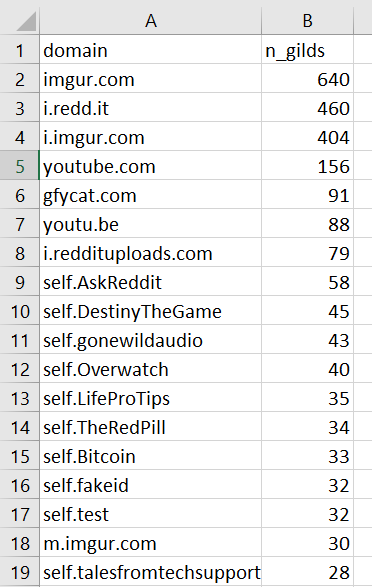 A B
1 domain n_gilds
2 imgur.com 640
3 i.redd.it 460
4 i.imgur.com 404
5 youtube.com 156
6 gfycat.com 91
7 youtu.be 88
8 i.reddituploads.com 79
9 self.AskReddit 58
10 self.DestinyTheGame 45
11 self.gonewildaudio 43
12 self.Overwatch 40
13 self.LifeProTips 35
14 self.TheRedPill 34
15 self.Bitcoin 33
16 self.fakeid 32
17 self.test 32
18 m.imgur.com 30
19 self.talesfromtechsupport 28